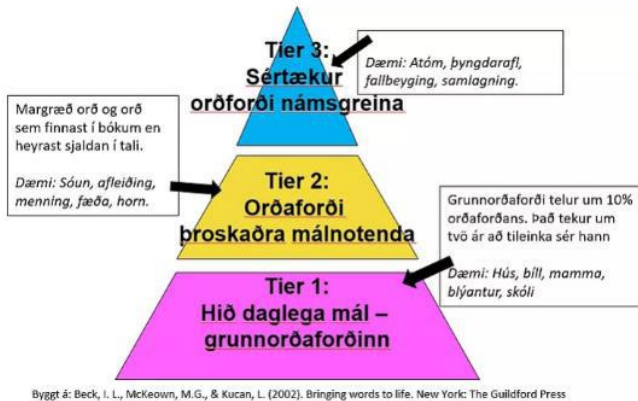 Tier 3:
Sértækur
orðforði námsgreina
Dæmi: Atóm, þyngdarafl,
fallbeyging, samlagning.
Margræð orð og orð
sem finnast í bókum en
heyrast sjaldan í tali.
Dæmi: Sóun, afleiðing,
menning, fæða, horn.
Tier 2:
Orðaforði
þroskaðra málnotenda
Grunnorðaforði telur um 10%
orðaforðans. Það tekur um
tvö ár að tileinka sér hann
Dæmi: Hús, bíll, mamma,
blýantur, skóli
Tier 1:
Hið daglega mál –
grunnorðaforðinn
Byggt á: Beck, I. L., McKeown, M.G., & Kucan, L. (2002). Bringing words to life. New York: The Guildford Press